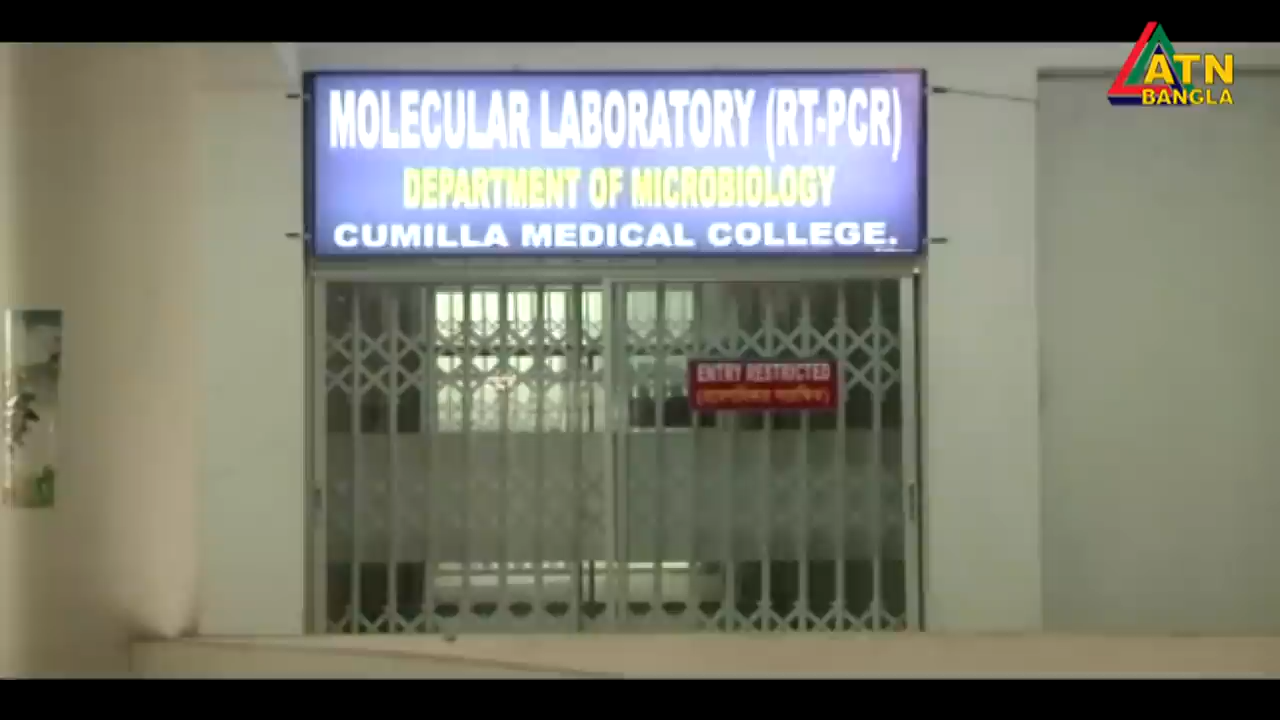 ATN
BANGLA
MOLECULAR LABORATORY (RT-PCR)
DEPARTMENT OF MICROBIOLOGY
CUMILLA MEDICAL COLLEGE.
ENTRY RESTRICTED